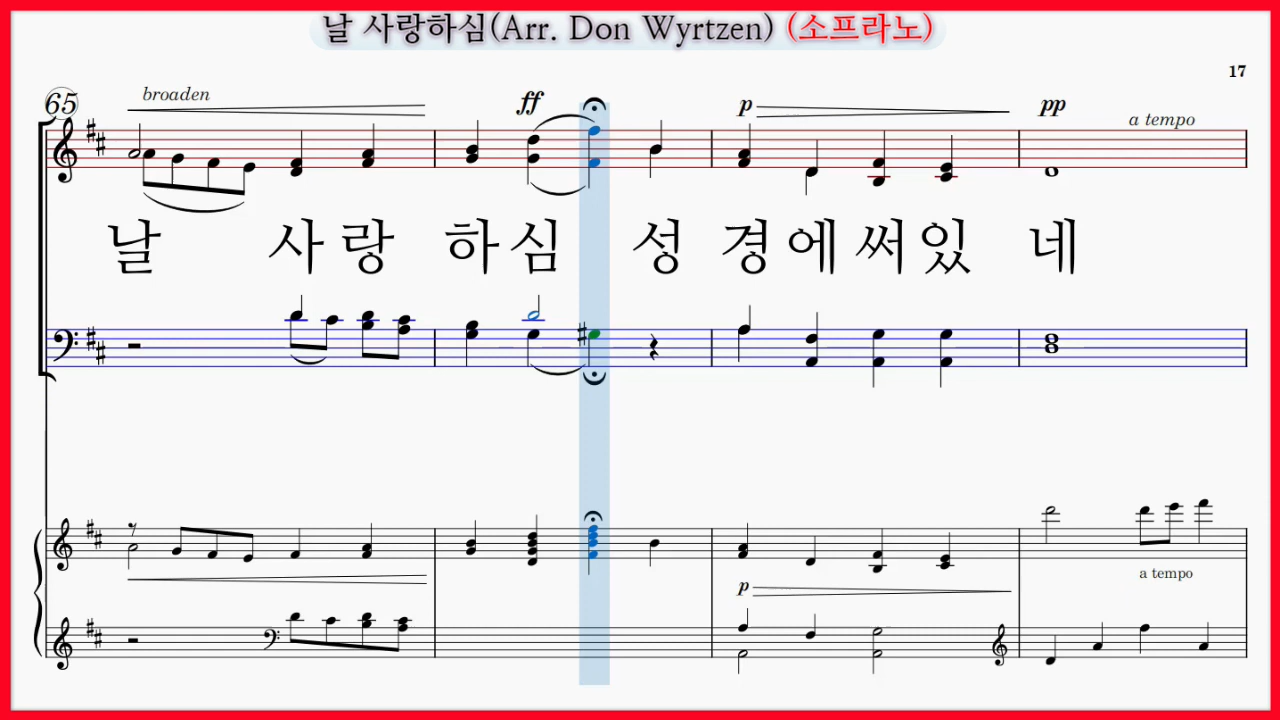 날 사랑하심(Arr. Don Wyrtzen) (소프라노)
17
65
broaden
ff
p
pp
a tempo
날 사 랑 하 심 성 경 에 써 있 네
p
a tempo